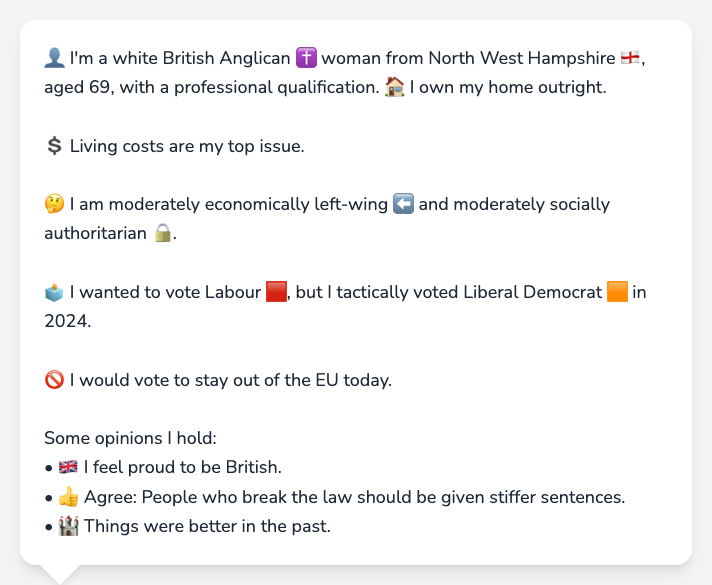 👤 I'm a white British Anglican ✝️ woman from North West Hampshire 🏴󠁧󠁢󠁥󠁮󠁧󠁿,
aged 69, with a professional qualification. 🏠 I own my home outright.
💲 Living costs are my top issue.
🤔 I am moderately economically left-wing ⬅️ and moderately socially
authoritarian 🔒.
🗳️ I wanted to vote Labour 🟥, but I tactically voted Liberal Democrat 🟧 in
2024.
🚫 I would vote to stay out of the EU today.
Some opinions I hold:
• 🇬🇧 I feel proud to be British.
• 👍 Agree: People who break the law should be given stiffer sentences.
• 🏰 Things were better in the past.